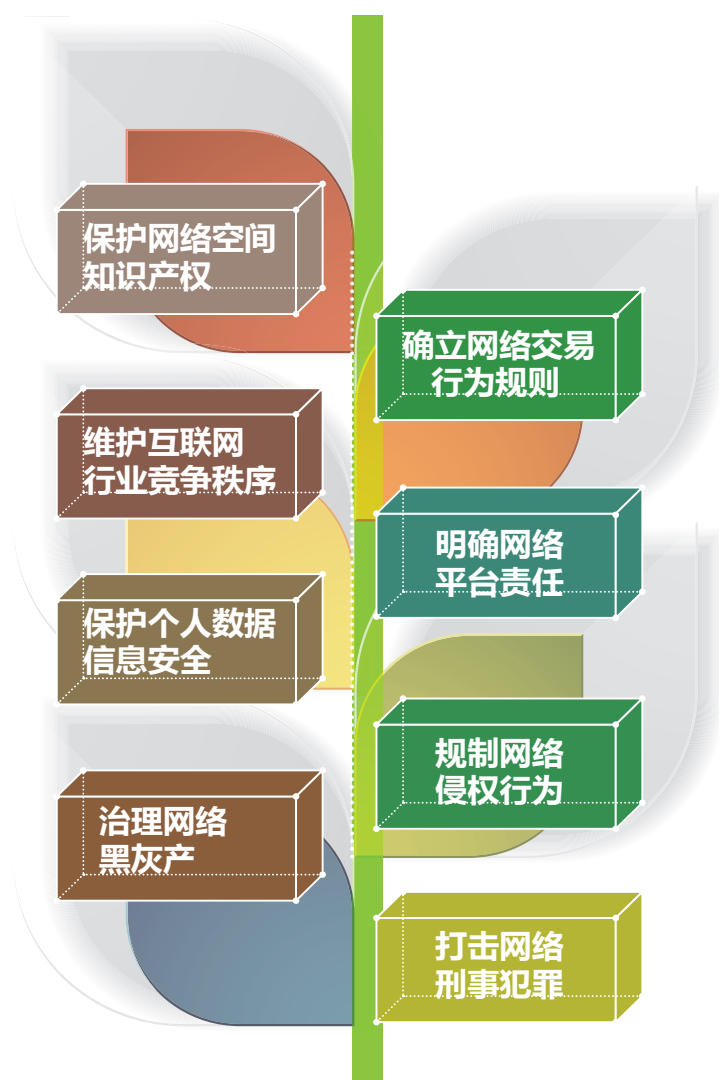 保护网络空间
知识产权
确立网络交易
行为规则
维护互联网
行业竞争秩序
明确网络
平台责任
保护个人数据
信息安全
规制网络
侵权行为
治理网络
黑灰产
打击网络
刑事犯罪